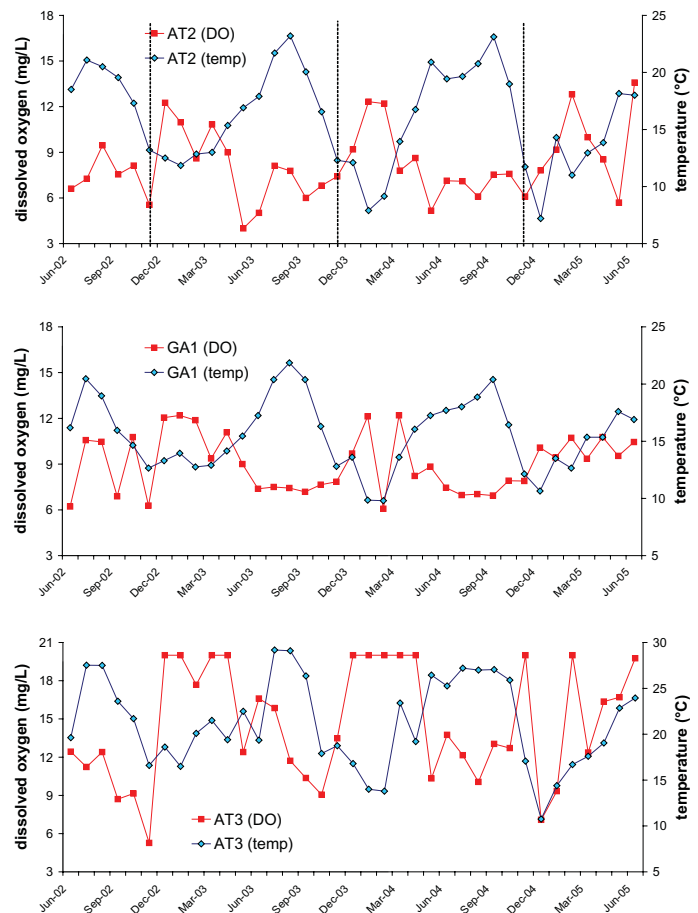 18
15
12
9
6
3
dissolved oxygen (mg/L)
AT2 (DO)
AT2 (temp)
25
20
15
10
5
temperature (°C)
Jun-02
Sep-02
Dec-02
Mar-03
Jun-03
Sep-03
Dec-03
Mar-04
Jun-04
Sep-04
Dec-04
Mar-05
Jun-05
18
15
12
9
6
3
dissolved oxygen (mg/L)
GA1 (DO)
GA1 (temp)
25
20
15
10
5
temperature (°C)
Jun-02
Sep-02
Dec-02
Mar-03
Jun-03
Sep-03
Dec-03
Mar-04
Jun-04
Sep-04
Dec-04
Mar-05
Jun-05
21
18
15
12
9
6
3
dissolved oxygen (mg/L)
AT3 (DO)
AT3 (temp)
30
25
20
15
10
5
temperature (°C)
Jun-02
Sep-02
Dec-02
Mar-03
Jun-03
Sep-03
Dec-03
Mar-04
Jun-04
Sep-04
Dec-04
Mar-05
Jun-05